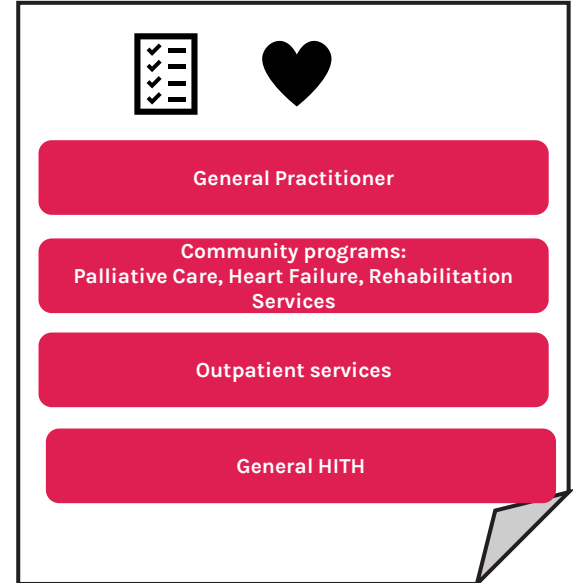 General Practitioner
Community programs:
Palliative Care, Heart Failure, Rehabilitation
Services
Outpatient services
General HITH